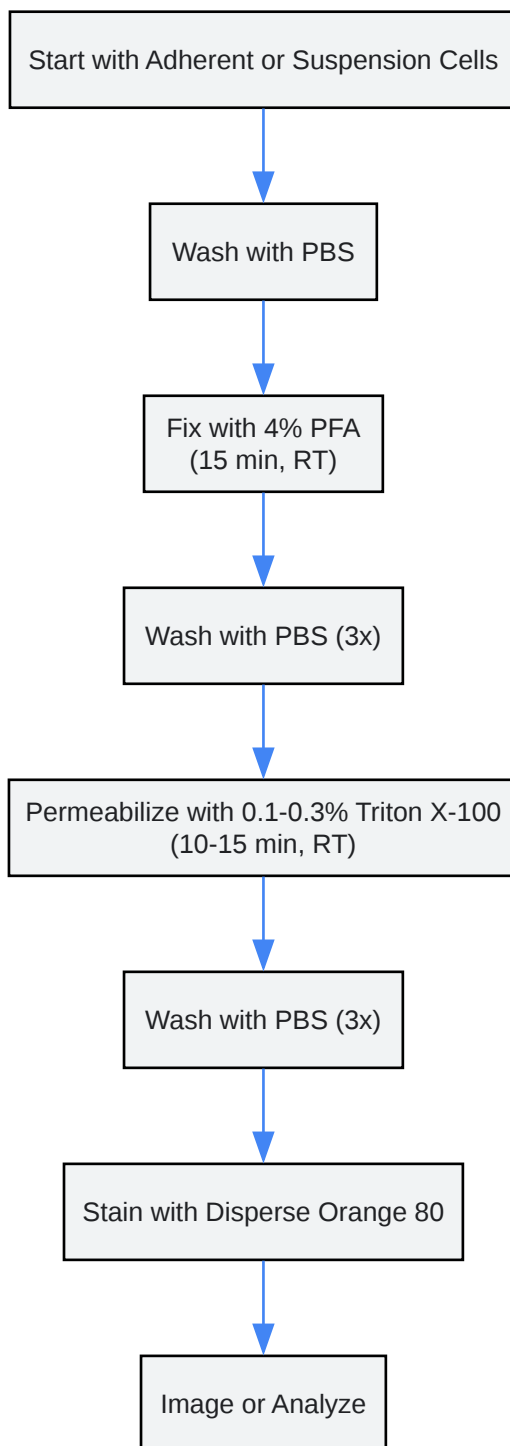 Start with Adherent or Suspension Cells
Wash with PBS
Fix with 4% PFA
(15 min, RT)
Wash with PBS (3x)
Permeabilize with 0.1-0.3% Triton X-100
(10-15 min, RT)
Wash with PBS (3x)
Stain with Disperse Orange 80
Image or Analyze